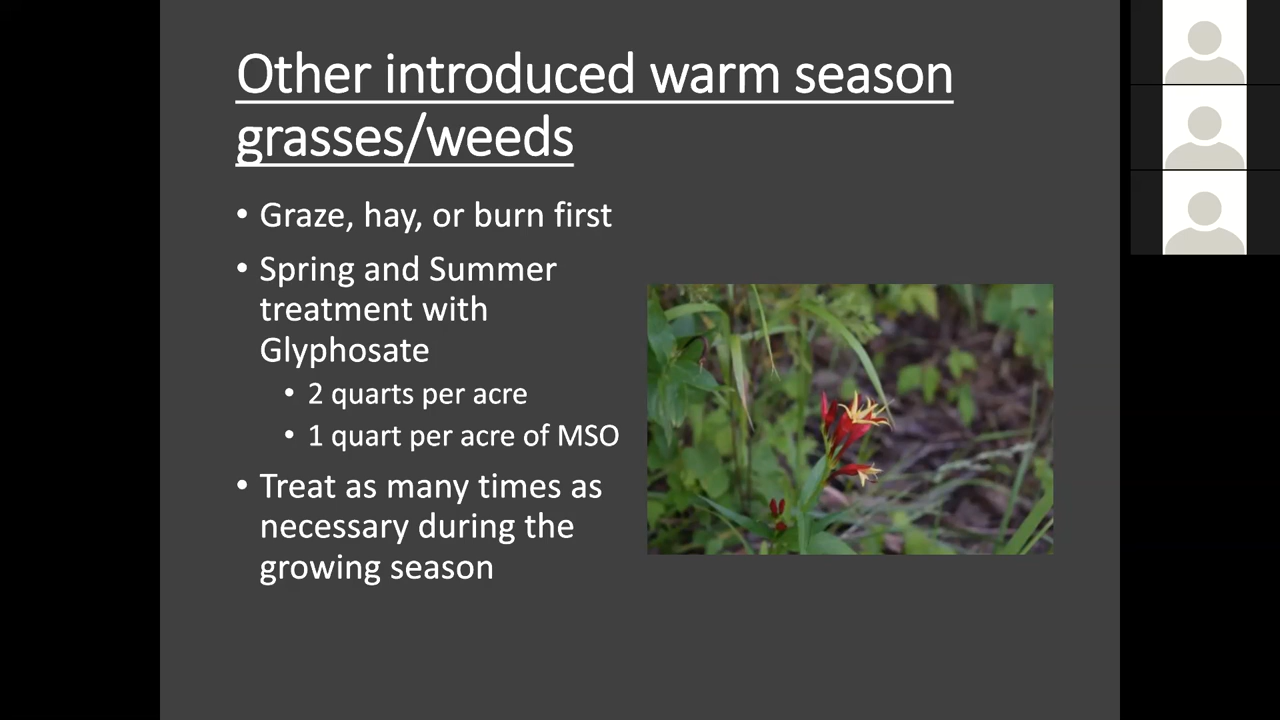 Other introduced warm season
grasses/weeds
• Graze, hay, or burn first
• Spring and Summer
treatment with
Glyphosate
• 2 quarts per acre
• 1 quart per acre of MSO
• Treat as many times as
necessary during the
growing season